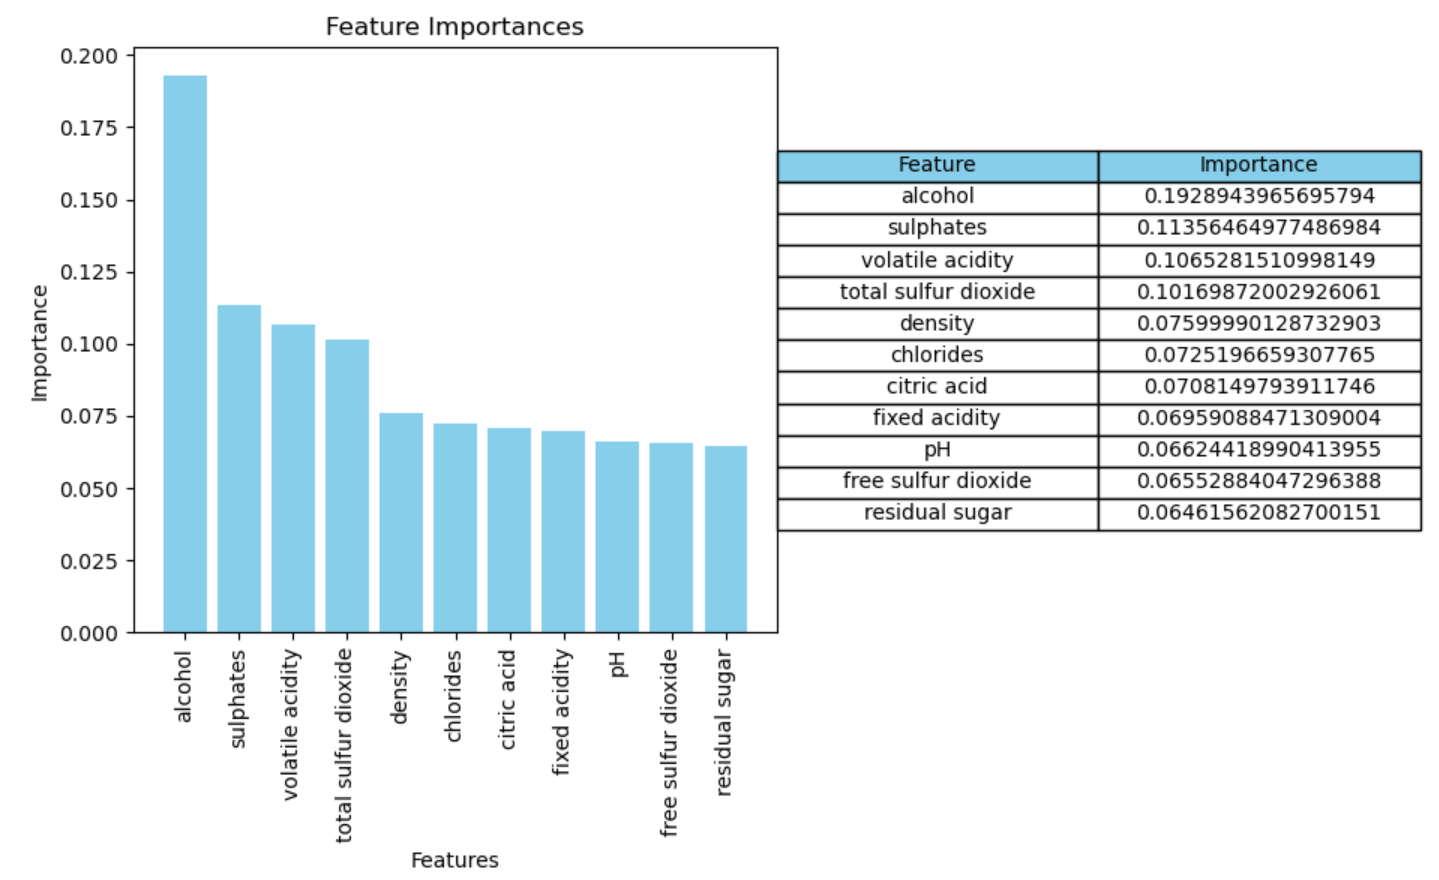 Feature Importances
0.200
0.175
0.150
0.125
0.100
0.075
0.050
0.025
0.000
Importance
alcohol
sulphates
volatile acidity
total sulfur dioxide
density
chlorides
citric acid
fixed acidity
pH
free sulfur dioxide
residual sugar
Features
Feature Importance
alcohol 0.1928943965695794
sulphates 0.11356464977486984
volatile acidity 0.1065281510998149
total sulfur dioxide 0.10169872002926061
density 0.07599990128732903
chlorides 0.0725196659307765
citric acid 0.0708149793911746
fixed acidity 0.06959088471309004
pH 0.06624418990413955
free sulfur dioxide 0.06552884047296388
residual sugar 0.06461562082700151